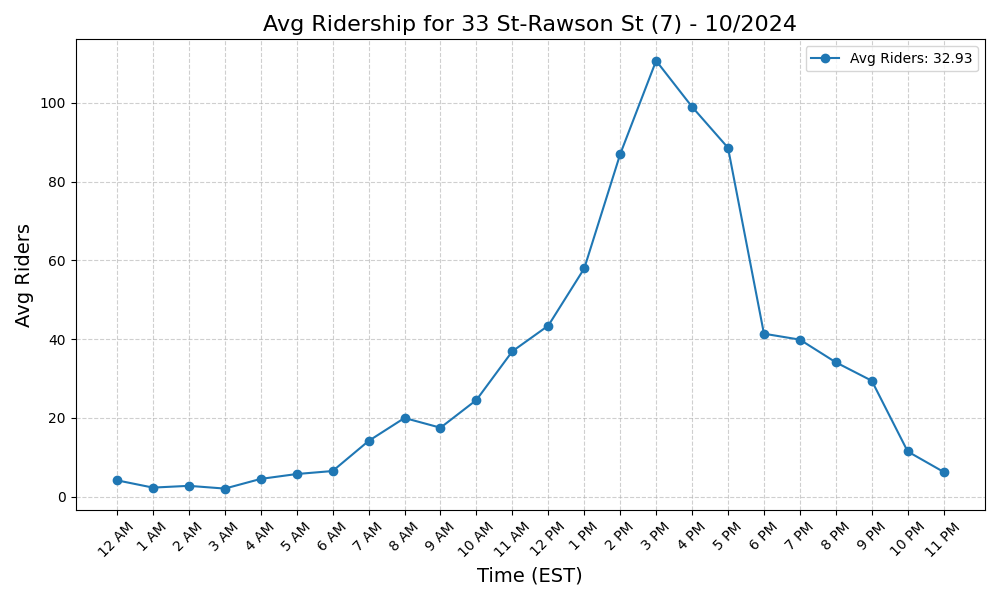 Avg Ridership for 33 St-Rawson St (7) - 10/2024
Avg Riders: 32.93
Avg Riders
100
80
60
40
20
0
12 AM
1 AM
2 AM
3 AM
4 AM
5 AM
6 AM
7 AM
8 AM
9 AM
10 AM
11 AM
12 PM
1 PM
2 PM
3 PM
4 PM
5 PM
6 PM
7 PM
8 PM
9 PM
10 PM
11 PM
Time (EST)